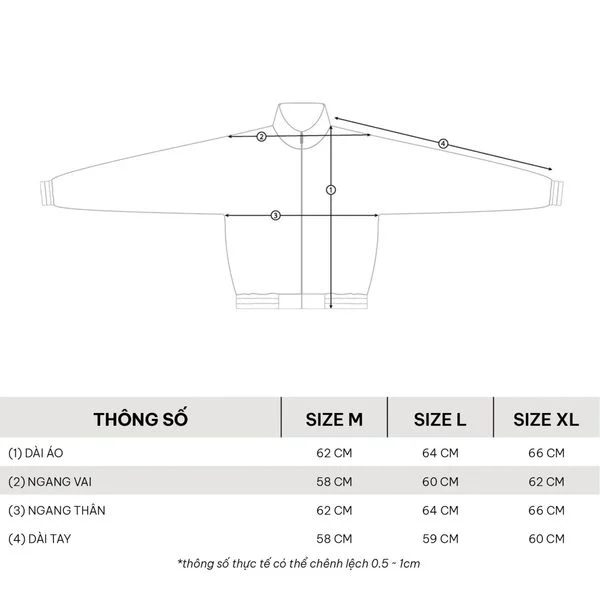 2
4
1
3
THÔNG SỐ SIZE M SIZE L SIZE XL
(1) DÀI ÁO 62 CM 64 CM 66 CM
(2) NGANG VAI 58 CM 60 CM 62 CM
(3) NGANG THÂN 62 CM 64 CM 66 CM
(4) DÀI TAY 58 CM 59 CM 60 CM
*thông số thực tế có thể chênh lệch 0.5 ~ 1cm